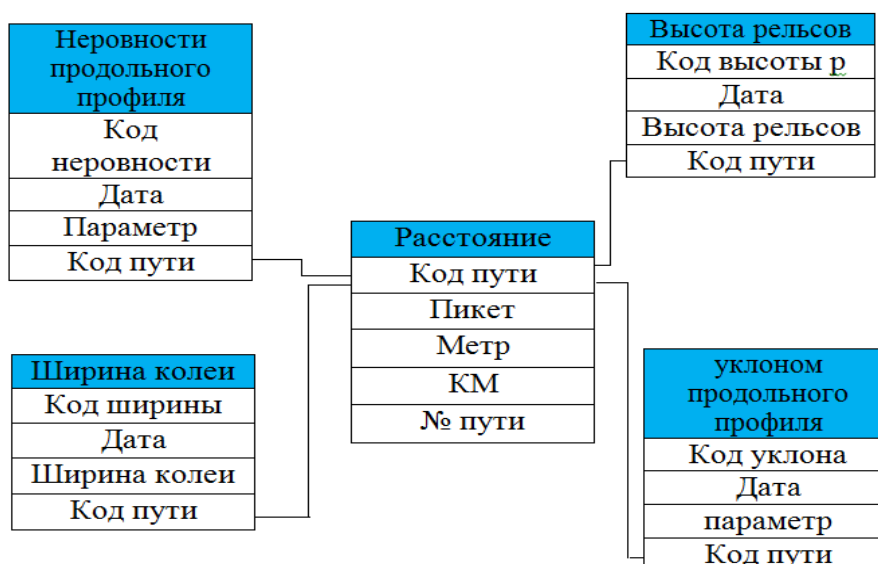 Неровности
продольного
профиля
Код
неровности
Дата
Параметр
Код пути
Высота рельсов
Код высоты р
Дата
Высота рельсов
Код пути
Расстояние
Код пути
Пикет
Метр
КМ
№ пути
Ширина колеи
Код ширины
Дата
Ширина колеи
Код пути
уклоном
продольного
профиля
Код уклона
Дата
параметр
Код пути